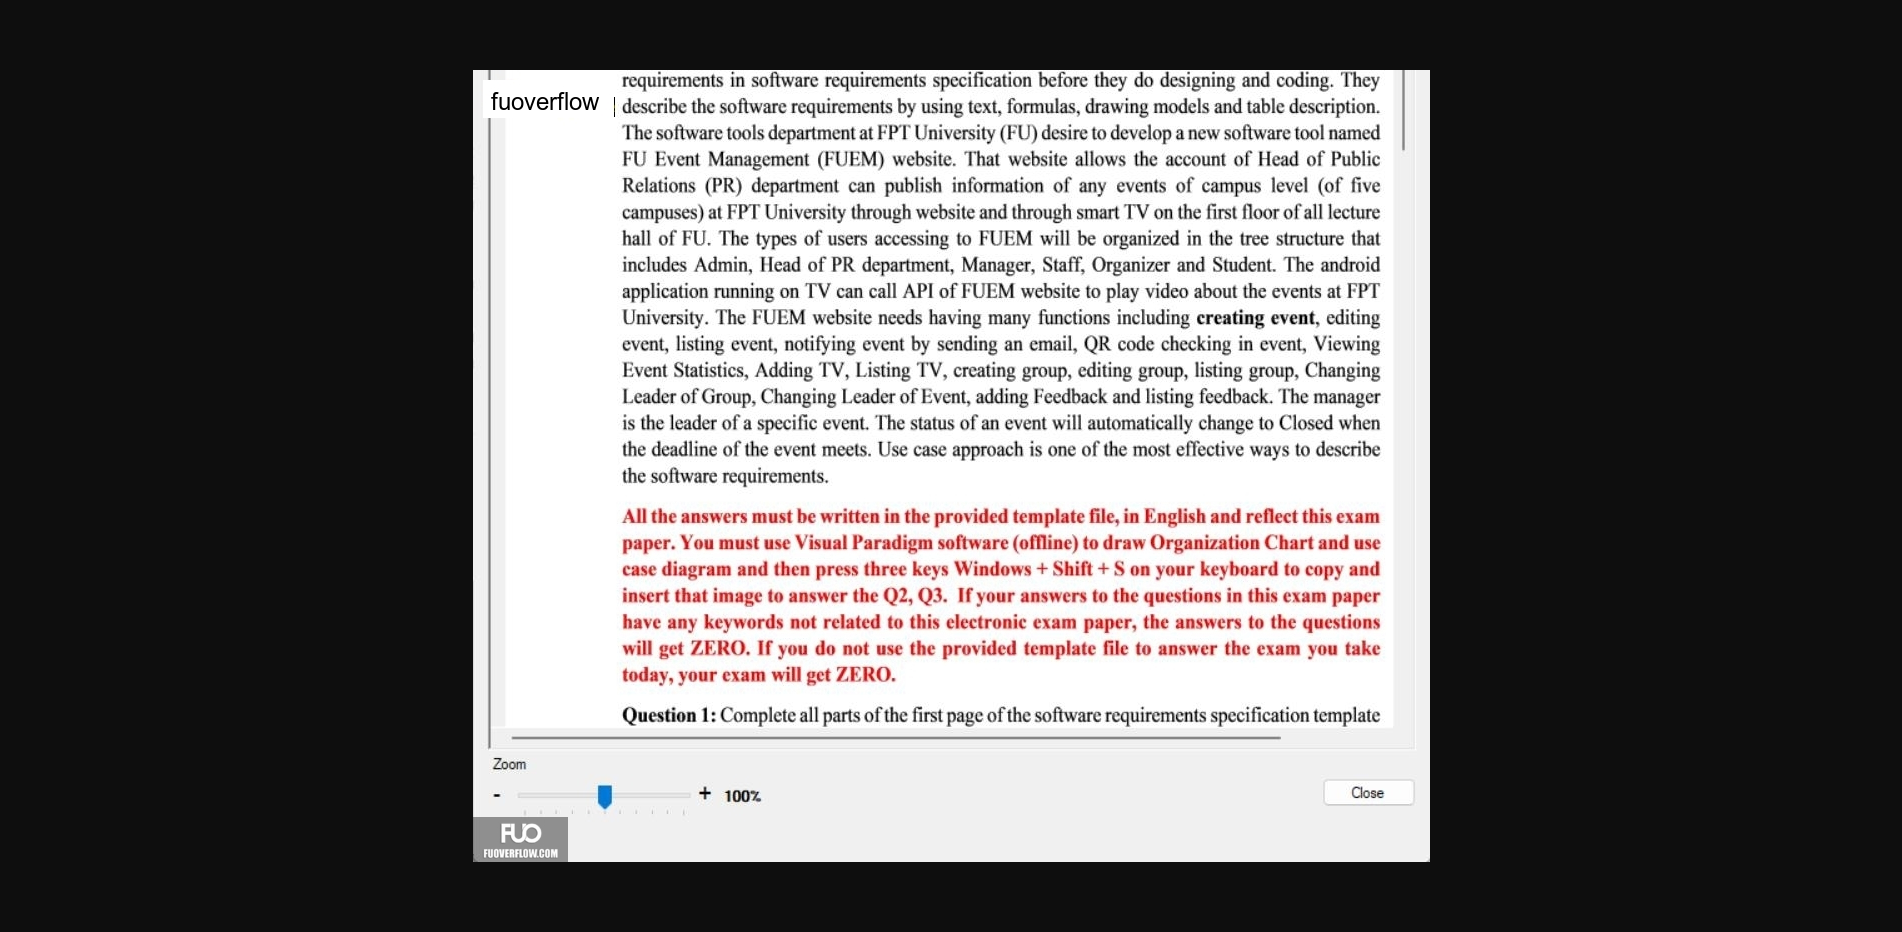 fuoverflow
requirements in software requirements specification before they do designing and coding. They
describe the software requirements by using text, formulas, drawing models and table description.
The software tools department at FPT University (FU) desire to develop a new software tool named
FU Event Management (FUEM) website. That website allows the account of Head of Public
Relations (PR) department can publish information of any events of campus level (of five
campuses) at FPT University through website and through smart TV on the first floor of all lecture
hall of FU. The types of users accessing to FUEM will be organized in the tree structure that
includes Admin, Head of PR department, Manager, Staff, Organizer and Student. The android
application running on TV can call API of FUEM website to play video about the events at FPT
University. The FUEM website needs having many functions including creating event, editing
event, listing event, notifying event by sending an email, QR code checking in event, Viewing
Event Statistics, Adding TV, Listing TV, creating group, editing group, listing group, Changing
Leader of Group, Changing Leader of Event, adding Feedback and listing feedback. The manager
is the leader of a specific event. The status of an event will automatically change to Closed when
the deadline of the event meets. Use case approach is one of the most effective ways to describe
the software requirements.
All the answers must be written in the provided template file, in English and reflect this exam
paper. You must use Visual Paradigm software (offline) to draw Organization Chart and use
case diagram and then press three keys Windows + Shift + S on your keyboard to copy and
insert that image to answer the Q2, Q3. If your answers to the questions in this exam paper
have any keywords not related to this electronic exam paper, the answers to the questions
will get ZERO. If you do not use the provided template file to answer the exam you take
today, your exam will get ZERO.
Question 1: Complete all parts of the first page of the software requirements specification template
Zoom
- + 100%
Close
FUO
FUOVERFLOW.COM